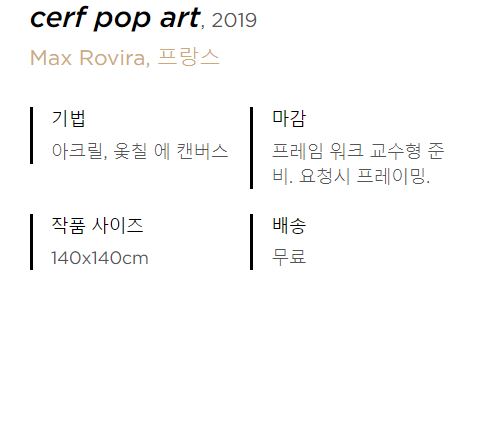 cerf pop art, 2019
Max Rovira, 프랑스
기법
아크릴, 옻칠 에 캔버스
마감
프레임 워크 교수형 준
비. 요청시 프레이밍.
작품 사이즈
140x140cm
배송
무료